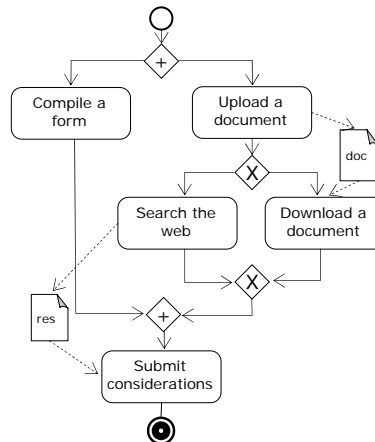 +
Compile a
form
Upload a
document
doc
X
Search the
web
Download a
document
X
res
+
Submit
considerations